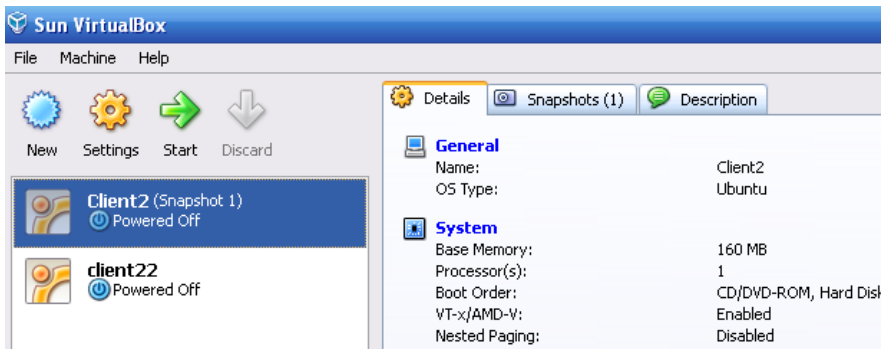 Sun VirtualBox
File Machine Help
New Settings Start Discard
Client2 (Snapshot 1)
Powered Off
client22
Powered Off
Details Snapshots (1) Description
General
Name: Client2
OS Type: Ubuntu
System
Base Memory: 160 MB
Processor(s): 1
Boot Order: CD/DVD-ROM, Hard Disk
VT-x/AMD-V: Enabled
Nested Paging: Disabled